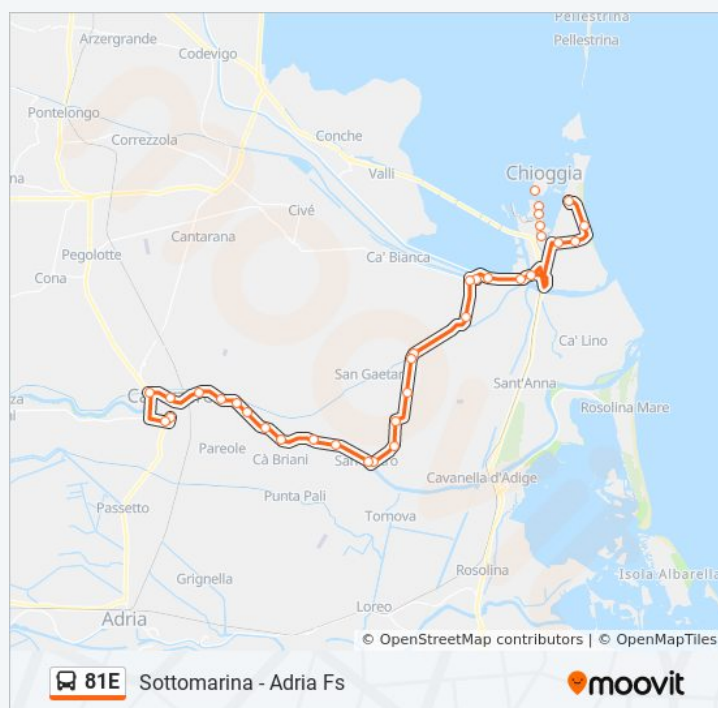 Pellestrina
Pellestrina
Arzergrande
Codevigo
Pontelongo
Conche
Correzzola
Valli
Chioggia
Civé
Cantarana
Ca' Bianca
Pegolotte
Cona
Ca' Lino
San Gaetano
Sant'Anna
Rosolina Mare
Pareole
Cà Briani
Cavanella d'Adige
Punta Pali
Passetto
Tornova
Grignella
Rosolina
Isola Albarella
Loreo
Adria
© OpenStreetMap contributors | © OpenMapTiles
81E Sottomarina - Adria Fs
moovit